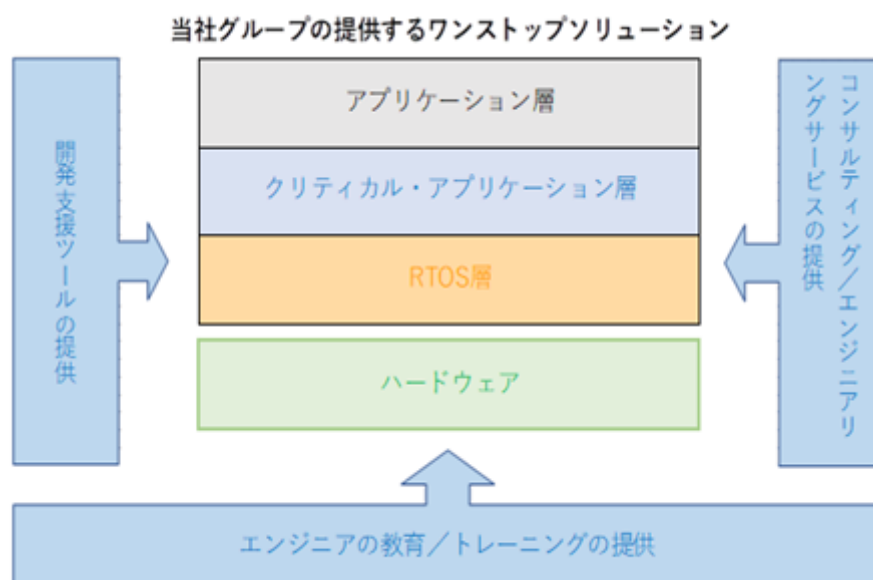 当社グループの提供するワンストップソリューション
アプリケーション層
クリティカル・アプリケーション層
RTOS層
ハードウェア
開発支援ツールの提供
コンサルティング／エンジニアリ
ングサービスの提供
エンジニアの教育／トレーニングの提供